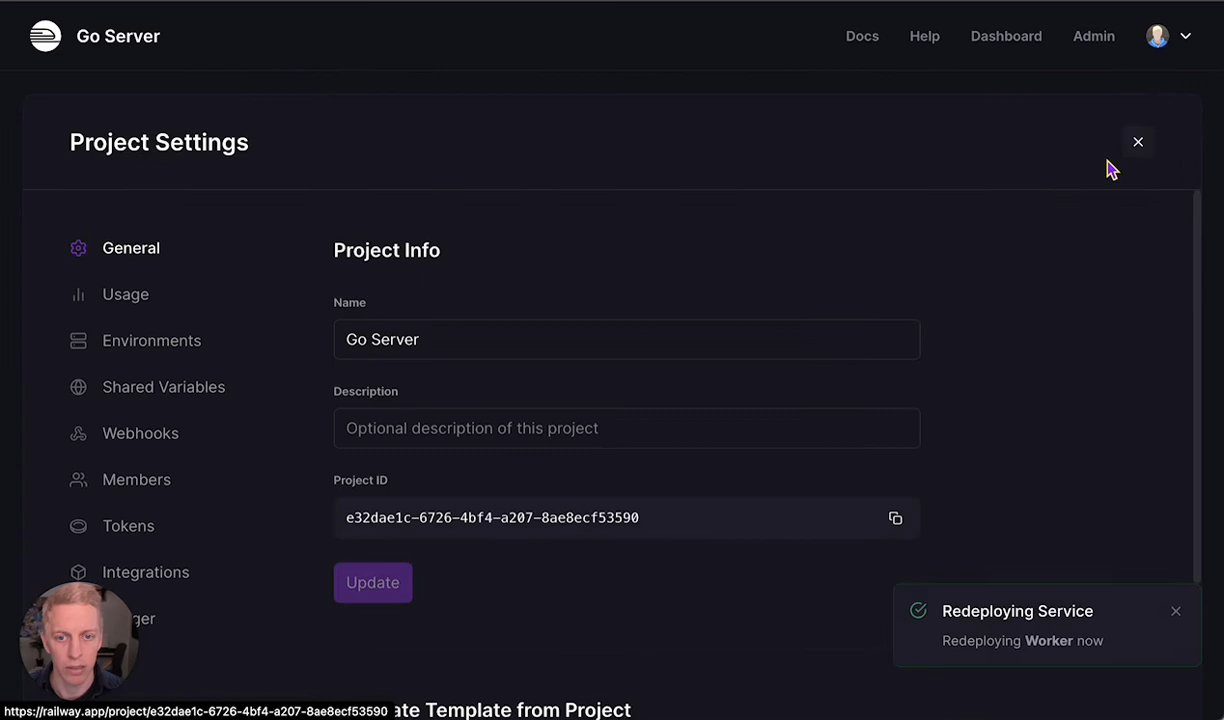 Go Server
Docs
Help
Dashboard
Admin
Project Settings
General
Usage
Environments
Shared Variables
Webhooks
Members
Tokens
Integrations
ger
Project Info
Name
Go Server
Description
Optional description of this project
Project ID
e32dae1c-6726-4bf4-a207-8ae8ecf53590
Update
Redeploying Service
Redeploying Worker now
ate Template from Project
https://railway.app/project/e32dae1c-6726-4bf4-a207-8ae8ecf53590